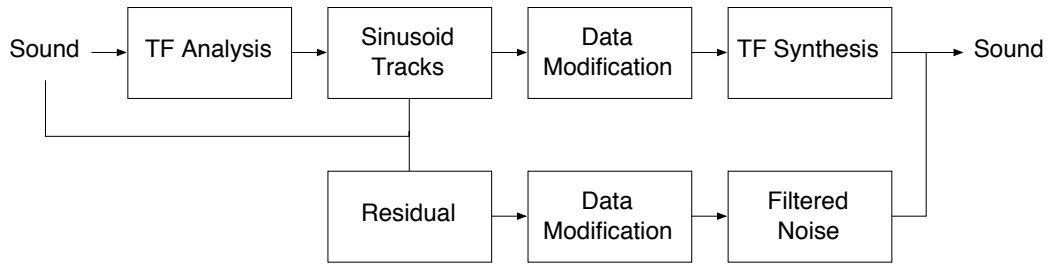 Sound
TF Analysis
Sinusoid
Tracks
Data
Modification
TF Synthesis
Sound
Residual
Data
Modification
Filtered
Noise